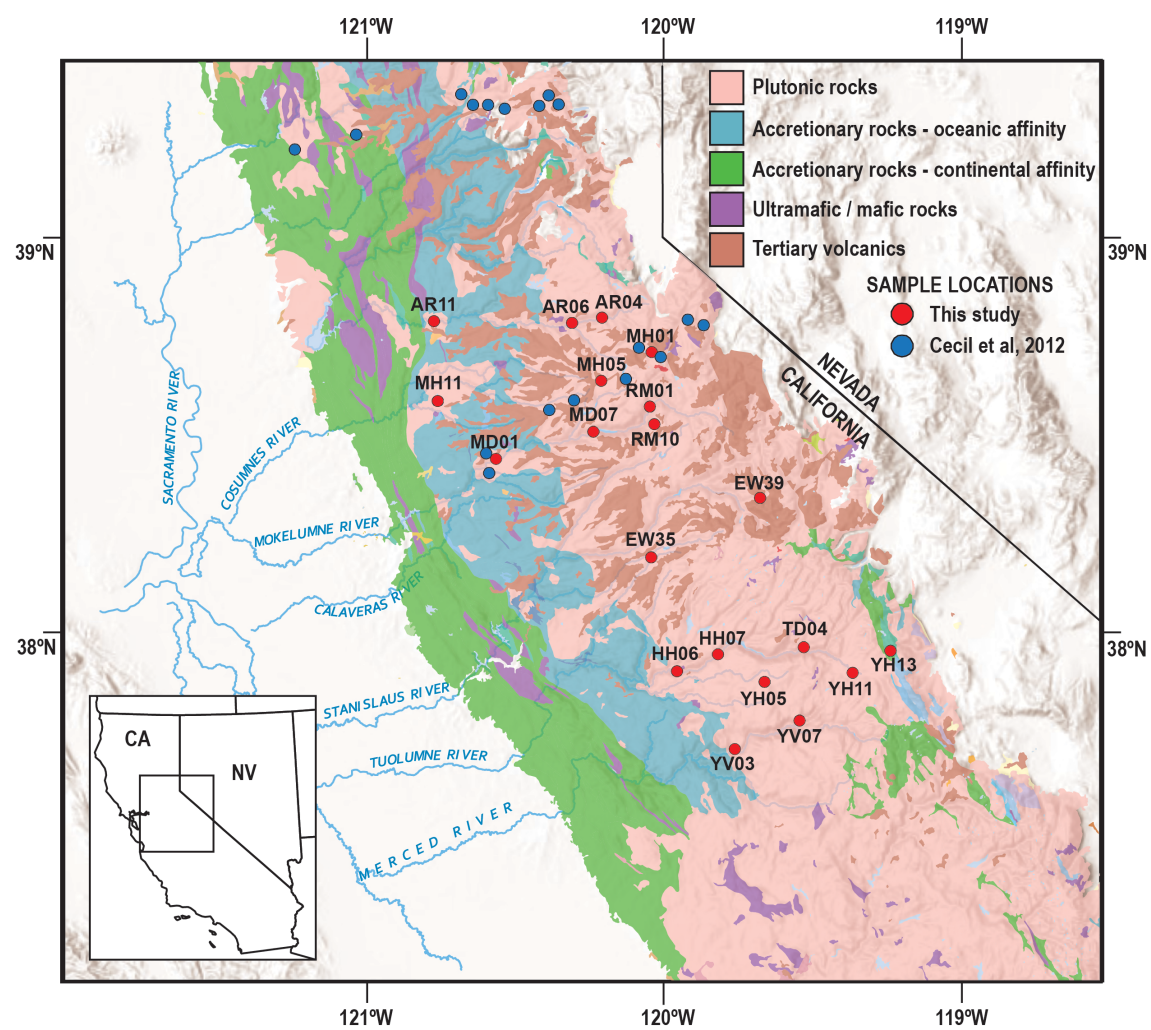 121ºW
120ºW
119ºW
Plutonic rocks
Accretionary rocks - oceanic affinity
Accretionary rocks - continental affinity
Ultramafic / mafic rocks
Tertiary volcanics
39ºN
39ºN
SAMPLE LOCATIONS
This study
Cecil et al, 2012
AR11
AR06
AR04
MH01
MH05
MH11
RM01
MD07
RM10
MD01
NEVADA
CALIFORNIA
SACRAMENTO RIVER
COSUMNES RIVER
MOKELUMNE RIVER
CALAVERAS RIVER
EW39
EW35
38ºN
38ºN
TD04
HH07
HH06
YH13
YH11
YH05
YV07
YV03
STANISLAUS RIVER
TUOLUMNE RIVER
MERCED RIVER
CA
NV
121ºW
120ºW
119ºW